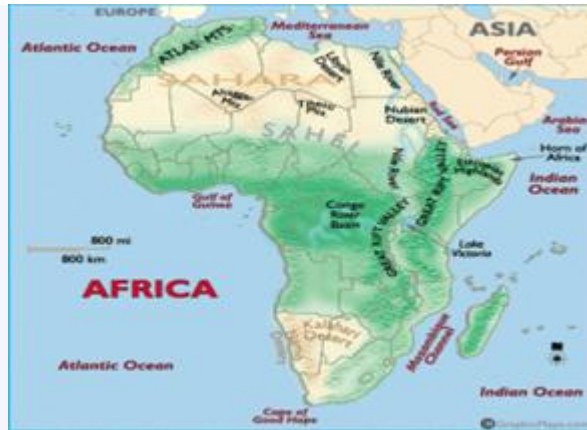 EUROPE
Mediterranean
Sea
ASIA
Atlantic Ocean
ATLAS MTS.
Persian
Gulf
Libyan
Desert
Nile River
SAHARA
Ahaggar
Mts
Tibesti
Mts
Nubian
Desert
Red Sea
Arabian
Sea
SAHEL
Nile River
Horn of
Africa
Ethiopian
Highlands
GREAT RIFT VALLEY
Indian
Ocean
Gulf of
Guinea
Congo
River
Basin
GREAT RIFT VALLEY
Lake
Victoria
800 mi
800 km
AFRICA
Kalahari
Desert
Mozambique
Channel
Atlantic Ocean
Indian Ocean
Cape of
Good Hope
©GraphicMaps.com